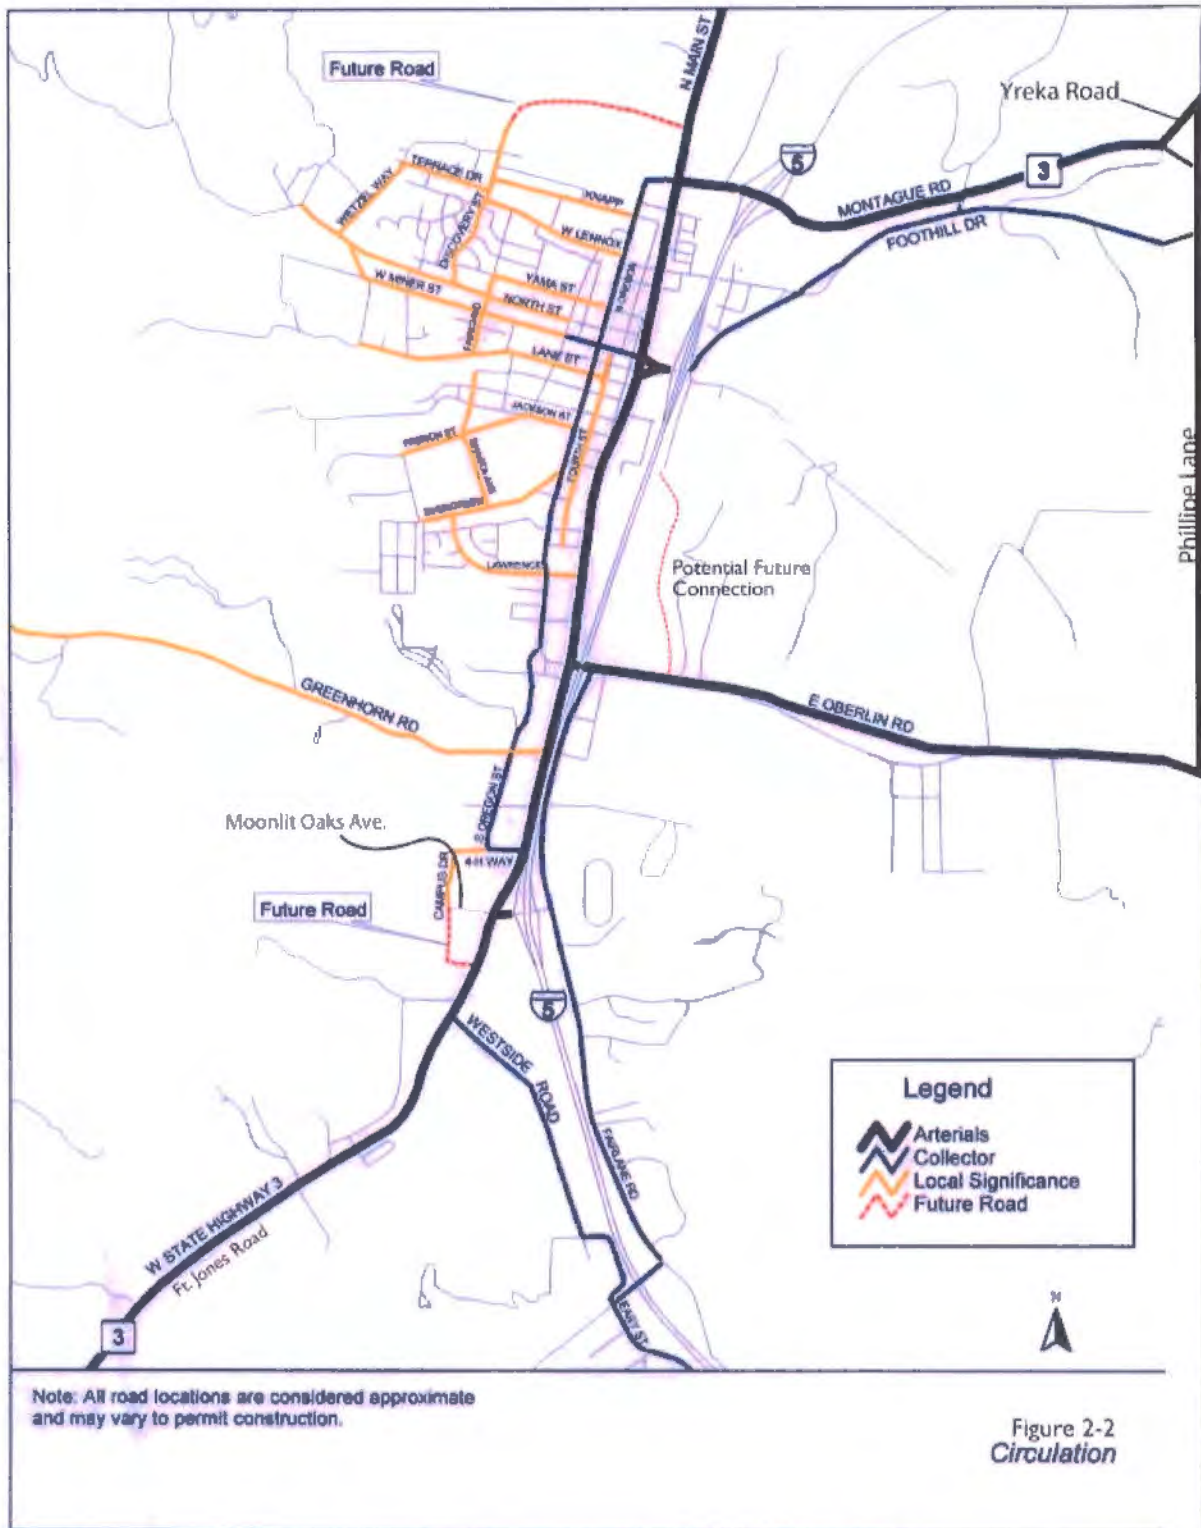 Future Road
N MAIN ST
Yreka Road
5
3
TERRACE DR
WETZEL WAY
KNAPP
MONTAGUE RD
DISCOVERY ST
W LENNOX
FOOTHILL DR
W MINER ST
YAMA ST
NORTH ST
N OREGON
FAIRCHILD
LANE ST
JACKSON ST
FOURTH ST
EVERGREEN
LAWRENCE
Phillipe Lane
Potential Future
Connection
GREENHORN RD
E OBERLIN RD
S OREGON ST
Moonlit Oaks Ave.
4-H WAY
CAMPUS DR
Future Road
5
WESTSIDE ROAD
FAIRLANE RD
W STATE HIGHWAY 3
Ft. Jones Road
3
EASY ST
Legend
Arterials
Collector
Local Significance
Future Road
N
Note: All road locations are considered approximate
and may vary to permit construction.
Figure 2-2
Circulation